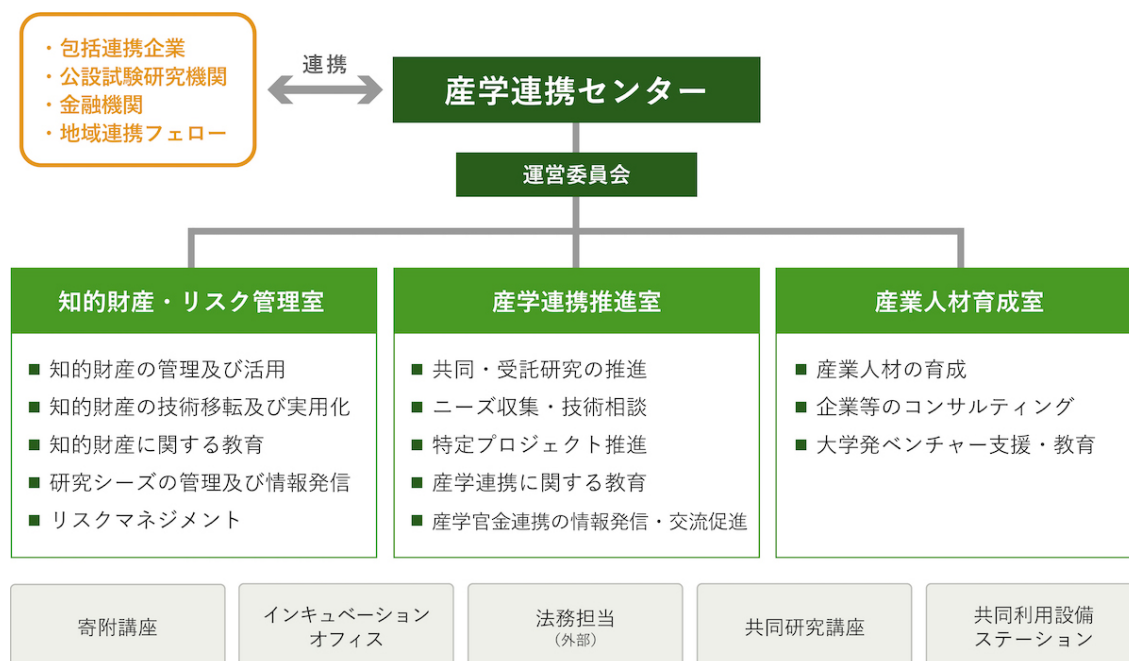 ・包括連携企業
・公設試験研究機関
・金融機関
・地域連携フェロー
連携
産学連携センター
運営委員会
知的財産・リスク管理室
■ 知的財産の管理及び活用
■ 知的財産の技術移転及び実用化
■ 知的財産に関する教育
■ 研究シーズの管理及び情報発信
■ リスクマネジメント
産学連携推進室
■ 共同・受託研究の推進
■ ニーズ収集・技術相談
■ 特定プロジェクト推進
■ 産学連携に関する教育
■ 産学官金連携の情報発信・交流促進
産業人材育成室
■ 産業人材の育成
■ 企業等のコンサルティング
■ 大学発ベンチャー支援・教育
寄附講座
インキュベーション
オフィス
法務担当
（外部）
共同研究講座
共同利用設備
ステーション